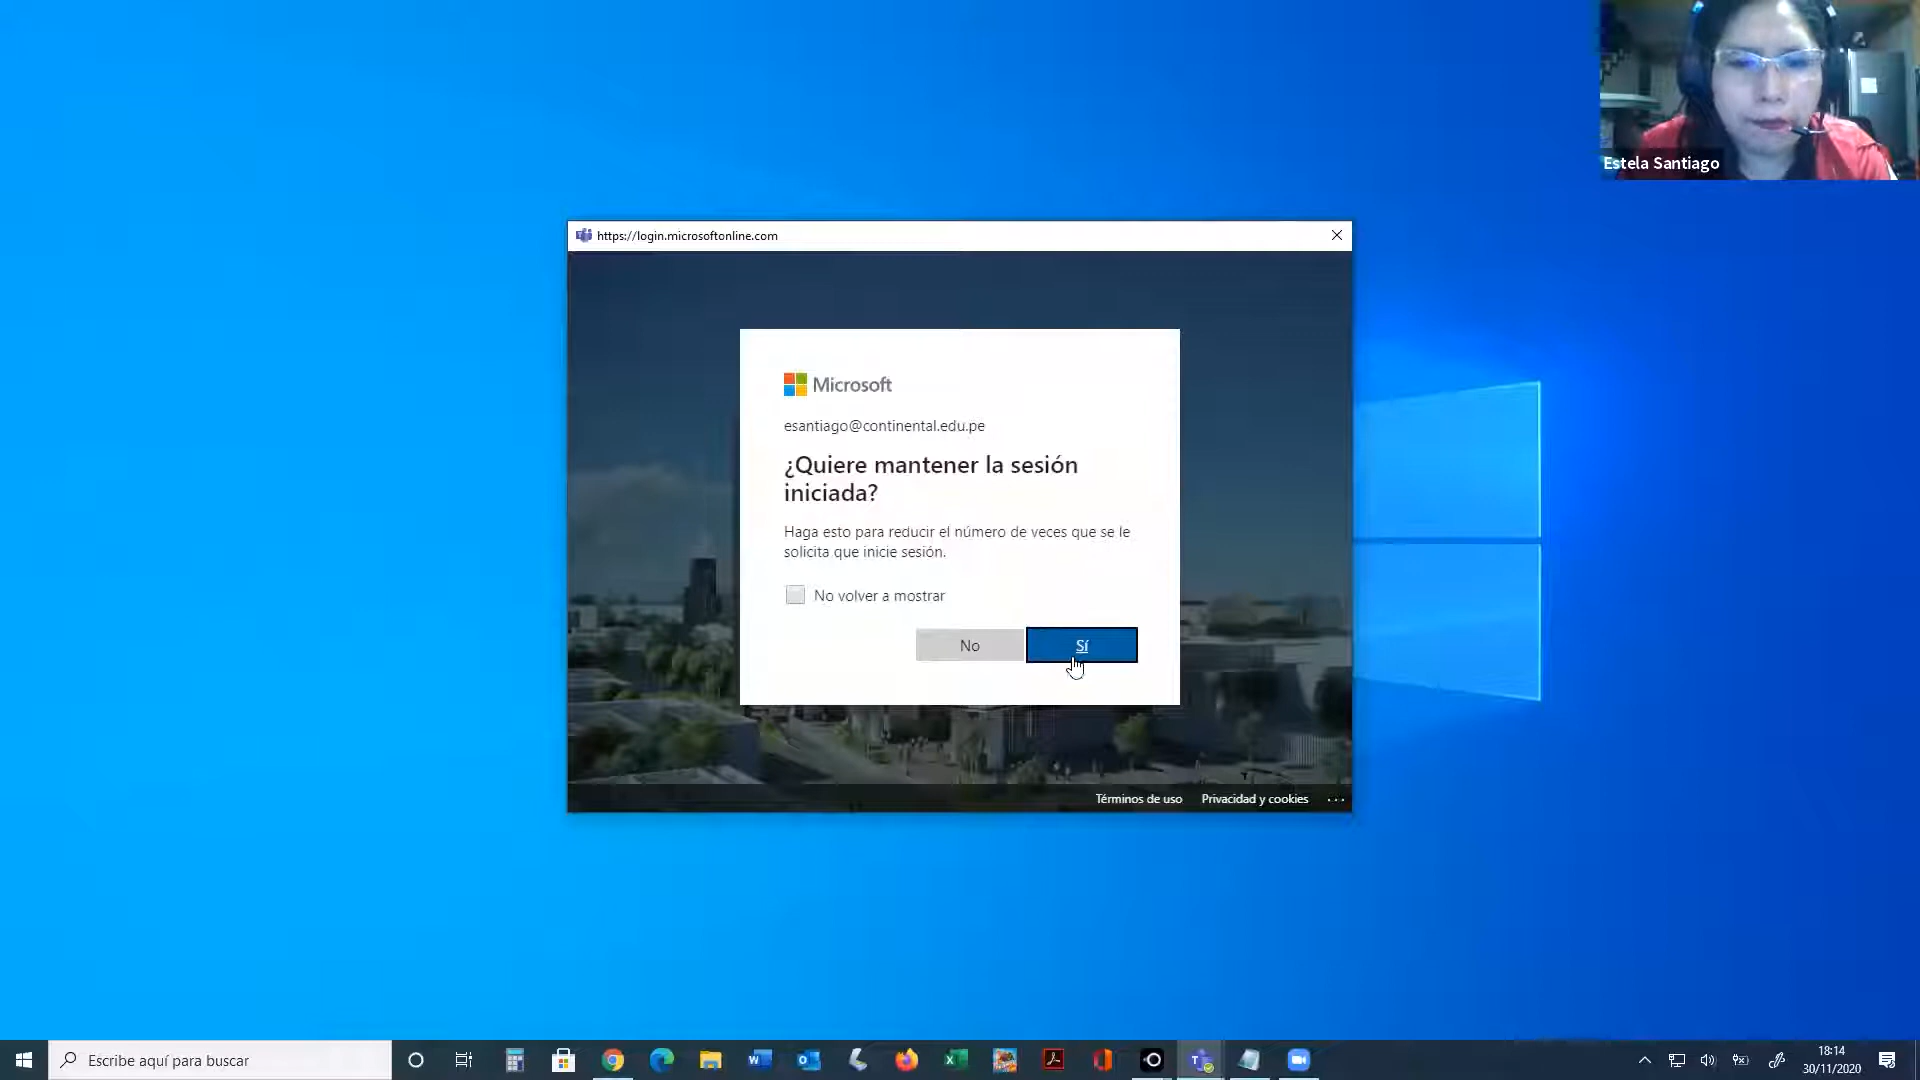 Estela Santiago
https://login.microsoftonline.com
Microsoft
esantiago@continental.edu.pe
¿Quiere mantener la sesión
iniciada?
Haga esto para reducir el número de veces que se le
solicita que inicie sesión.
No volver a mostrar
No
Sí
Términos de uso
Privacidad y cookies
Escribe aquí para buscar
18:14
30/11/2020